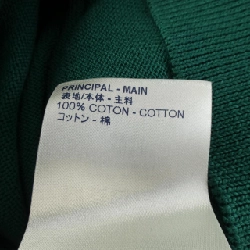 PRINCIPAL - MAIN
表地/本体 - 主料
100% COTON - COTTON
コットン - 棉